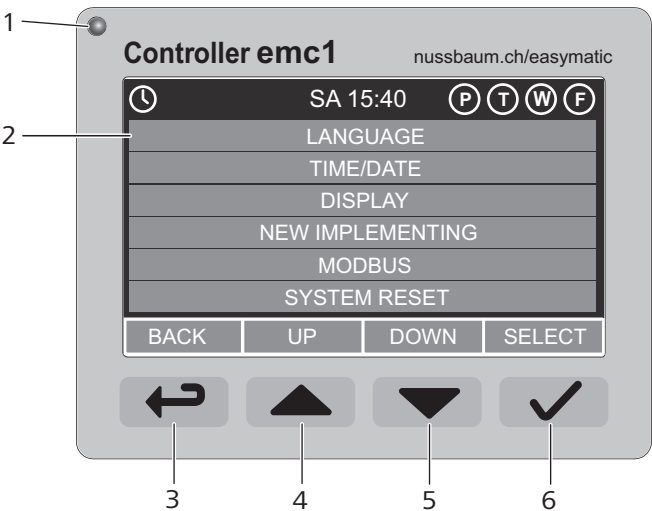 1
Controller emc1 nussbaum.ch/easymatic
SA 15:40 P T W F
2
LANGUAGE
TIME/DATE
DISPLAY
NEW IMPLEMENTING
MODBUS
SYSTEM RESET
BACK UP DOWN SELECT
3 4 5 6